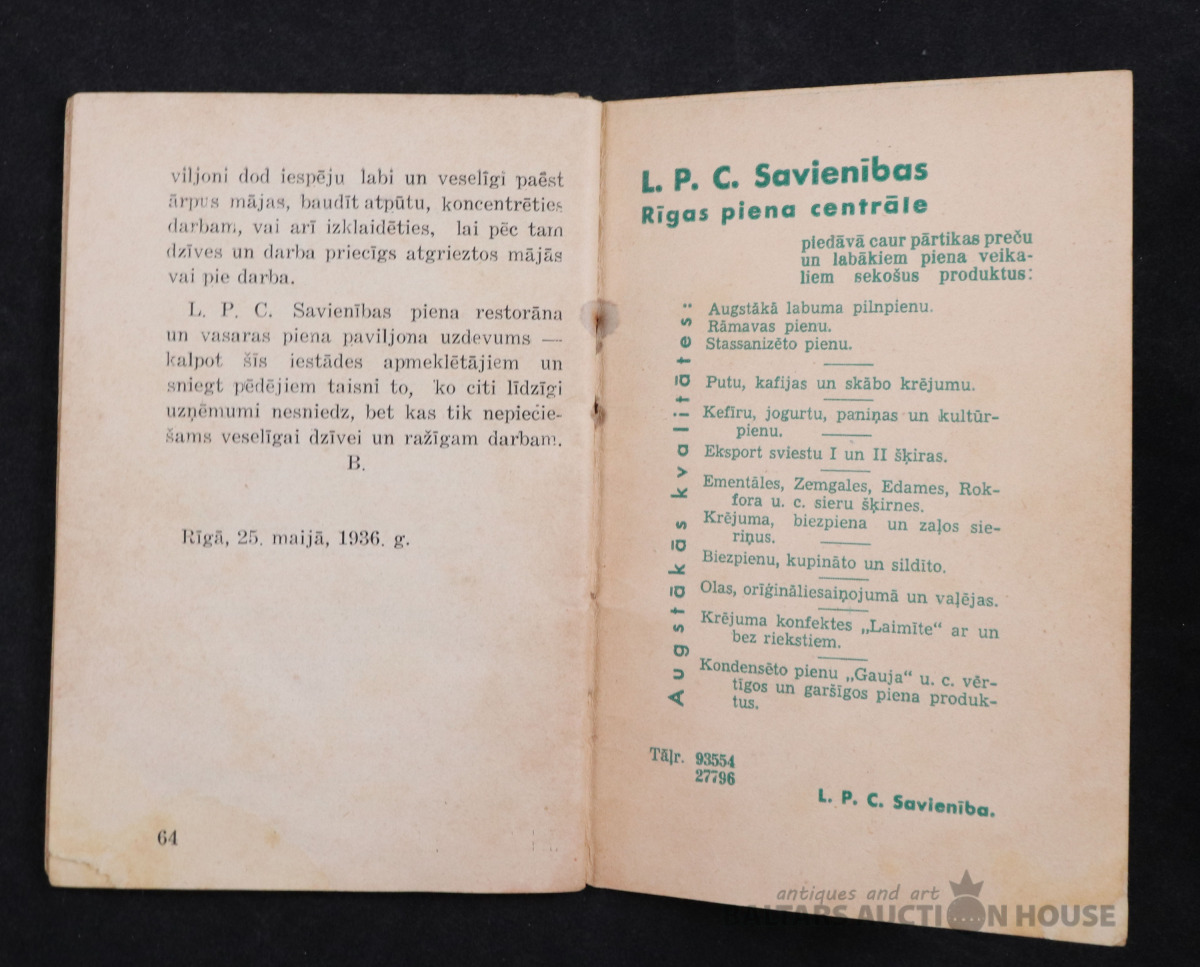 viljoni dod iespēju labi un veselīgi paēst
ārpus mājas, baudīt atpūtu, koncentrēties
darbam, vai arī izklaidēties, lai pēc tam
dzīves un darba priecīgs atgrieztos mājās
vai pie darba.
L. P. C. Savienības piena restorāna
un vasaras piena paviljona uzdevums —
kalpot šīs iestādes apmeklētājiem un
sniegt pēdējiem taisni to, ko citi līdzīgi
uzņēmumi nesniedz, bet kas tik nepiecie-
šams veselīgai dzīvei un ražīgam darbam.
B.
Rīgā, 25. maijā, 1936. g.
64
L. P. C. Savienības
Rīgas piena centrāle
piedāvā caur pārtikas preču
un labākiem piena veika-
liem sekošus produktus:
Augstākās kvalitātes:
Augstākā labuma pilnpienu.
Rāmavas pienu.
Stassanizēto pienu.
Putu, kafijas un skābo krējumu.
Kefīru, jogurtu, paniņas un kultūr-
pienu.
Eksport sviestu I un II šķiras.
Ementāles, Zemgales, Edames, Rok-
fora u. c. sieru šķirnes.
Krējuma, biezpiena un zaļos sie-
riņus.
Biezpienu, kupināto un sildīto.
Olas, oriģināliesaiņojumā un vaļējas.
Krējuma konfektes „Laimīte“ ar un
bez riekstiem.
Kondensēto pienu „Gauja“ u. c. vēr-
tīgos un garšīgos piena produk-
tus.
Tāļr. 93554
27796
L. P. C. Savienība.
antiques and art
BALTARS AUCTION HOUSE